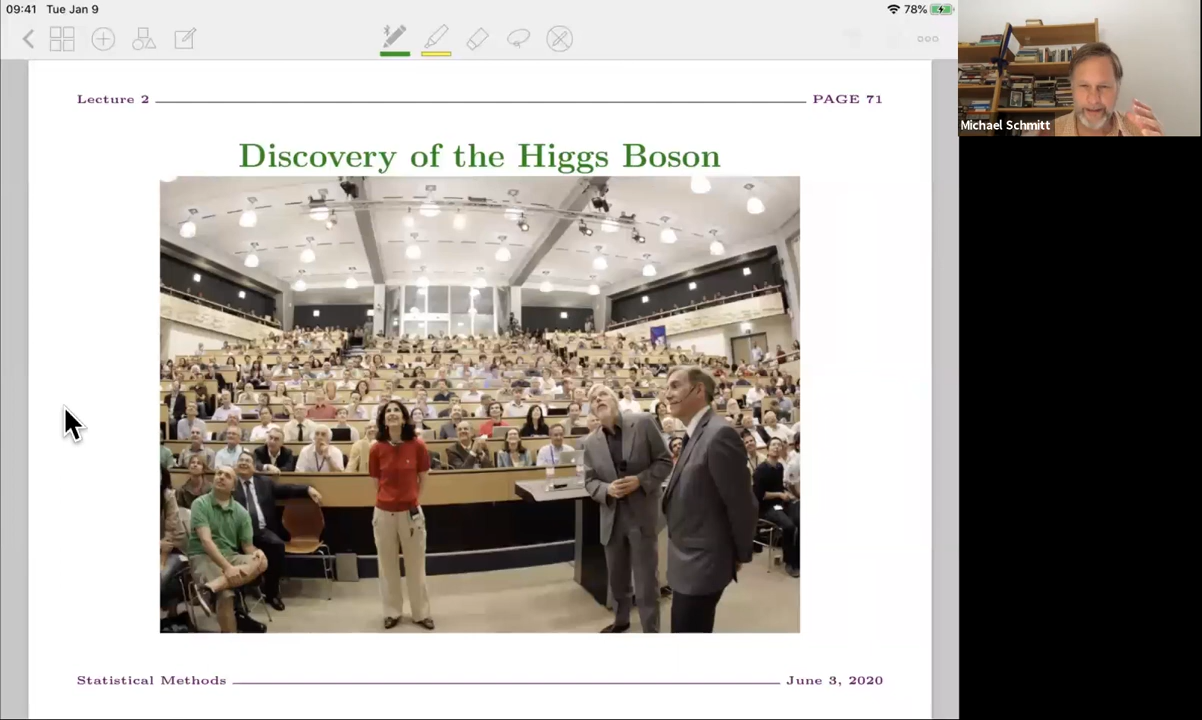 09:41 Tue Jan 9
78%
Lecture 2 PAGE 71
Michael Schmitt
Discovery of the Higgs Boson
Statistical Methods June 3, 2020